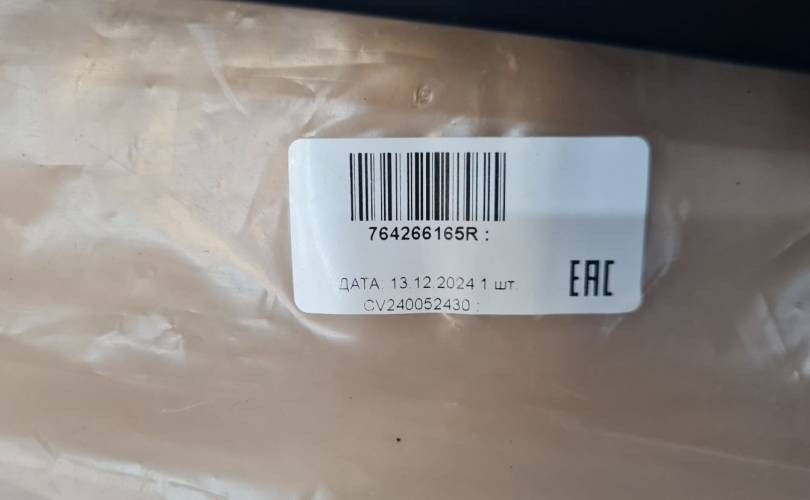 764266165R :
ДАТА: 13.12.2024 1 шт.
CV240052430 :
EAC